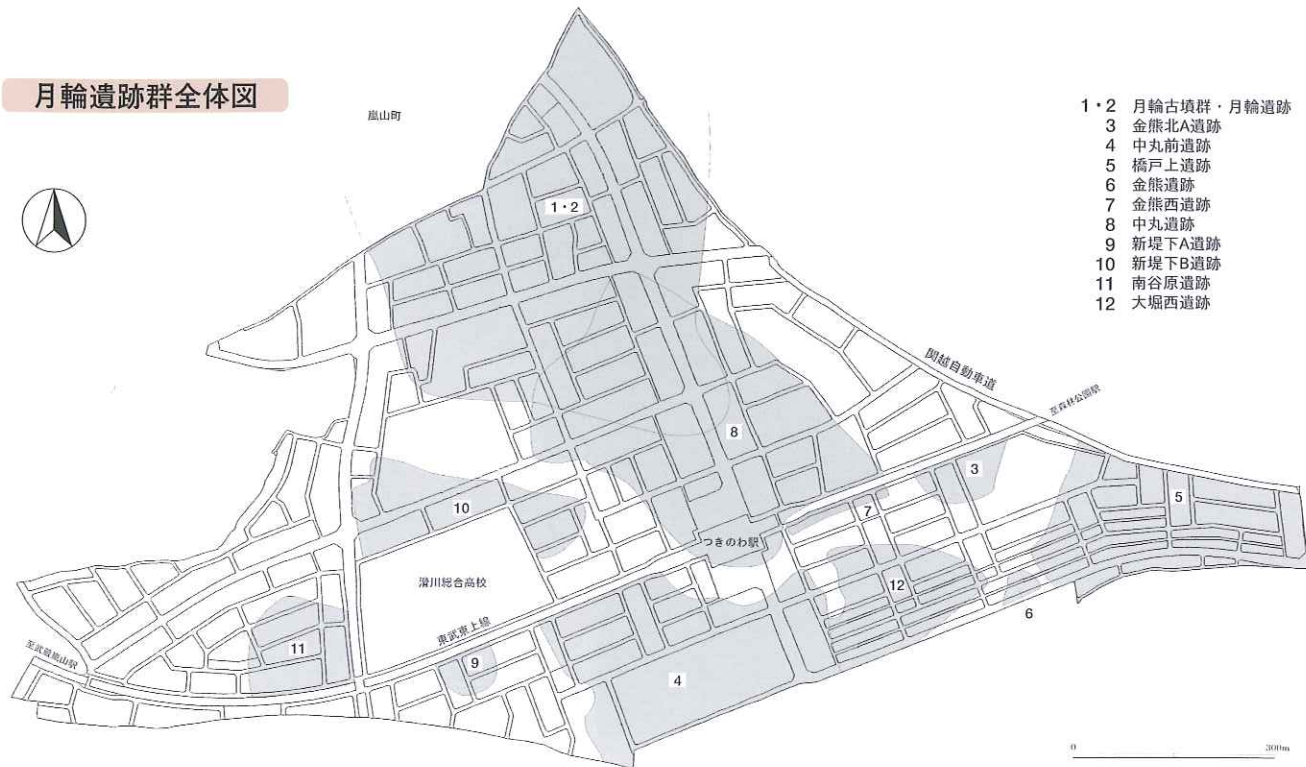 月輪遺跡群全体図
嵐山町
1・2 月輪古墳群・月輪遺跡
3 金熊北A遺跡
4 中丸前遺跡
5 橋戸上遺跡
6 金熊遺跡
7 金熊西遺跡
8 中丸遺跡
9 新堤下A遺跡
10 新堤下B遺跡
11 南谷原遺跡
12 大堀西遺跡
1・2
関越自動車道
至森林公園駅
8
3
5
10
7
つきのわ駅
滑川総合高校
12
東武東上線
6
至武蔵嵐山駅
11
9
4
0 300m